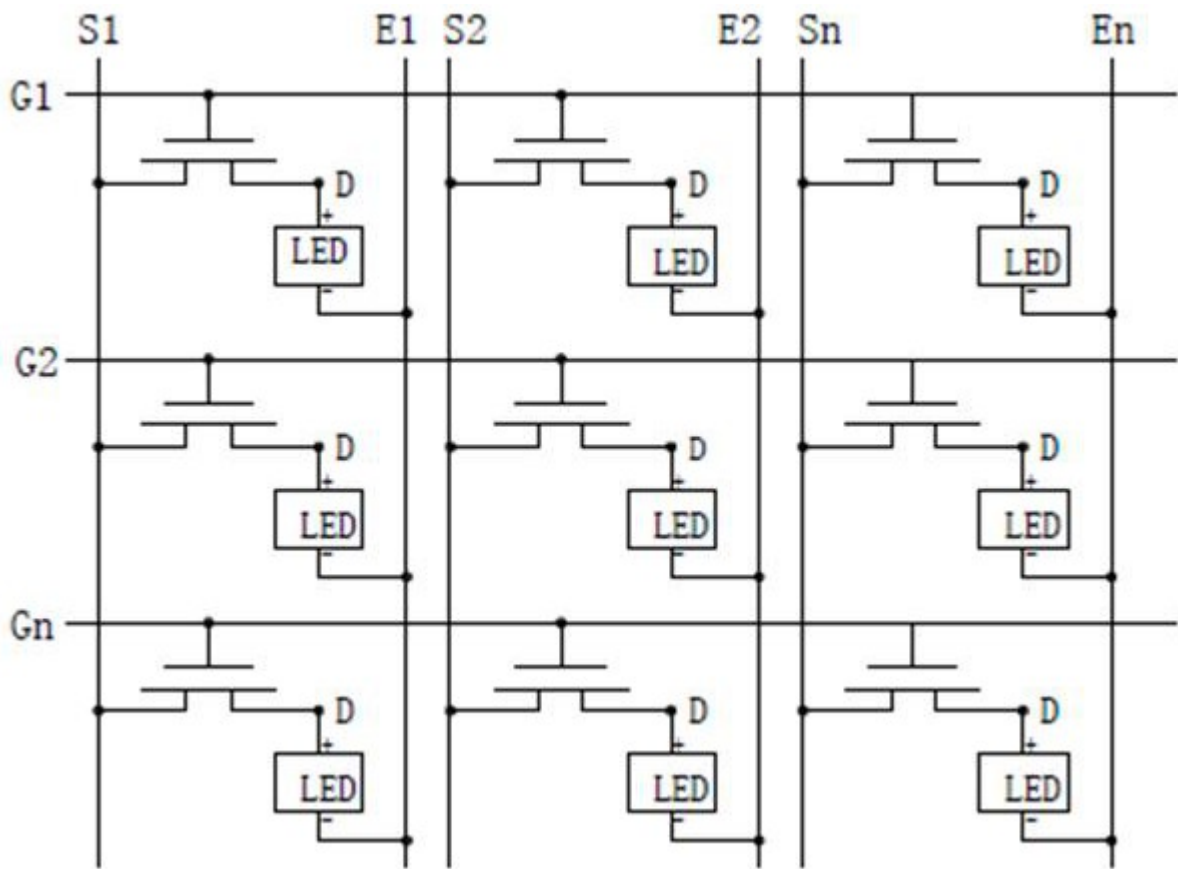 S1 E1 S2 E2 Sn En
G1
D D D
+ + +
LED LED LED
- - -
G2
D D D
+ + +
LED LED LED
- - -
Gn
D D D
+ + +
LED LED LED
- - -